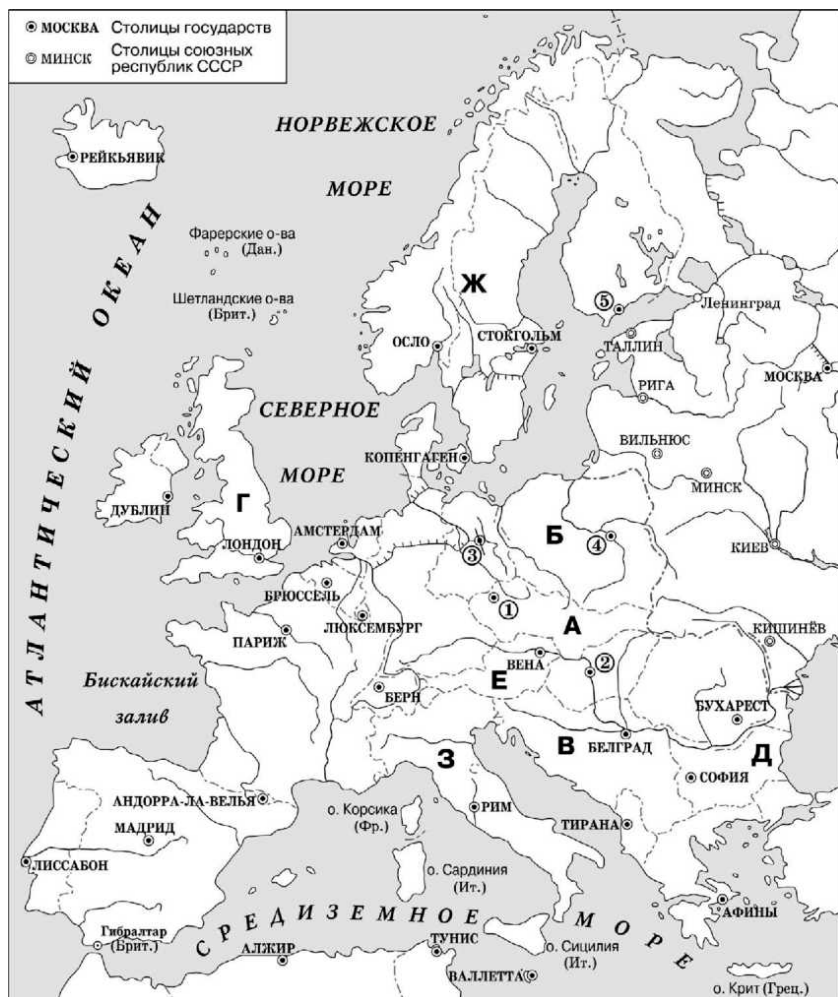 МОСКВА Столицы государств
МИНСК Столицы союзных
республик СССР
НОРВЕЖСКОЕ
МОРЕ
РЕЙКЬЯВИК
АТЛАНТИЧЕСКИЙ ОКЕАН
Фарерские о-ва
(Дан.)
Шетландские о-ва
(Брит.)
Ж
5
Ленинград
ОСЛО
СТОКГОЛЬМ
ТАЛЛИН
МОСКВА
РИГА
СЕВЕРНОЕ
МОРЕ
КОПЕНГАГЕН
ВИЛЬНЮС
МИНСК
Г
ДУБЛИН
АМСТЕРДАМ
Б
ЛОНДОН
3
4
КИЕВ
БРЮССЕЛЬ
1
ЛЮКСЕМБУРГ
А
КИШИНЁВ
ПАРИЖ
ВЕНА
2
Бискайский
залив
БЕРН
Е
БУХАРЕСТ
З
В
БЕЛГРАД
Д
СОФИЯ
АНДОРРА-ЛА-ВЕЛЬЯ
о. Корсика
(Фр.)
РИМ
ТИРАНА
МАДРИД
ЛИССАБОН
о. Сардиния
(Ит.)
СРЕДИЗЕМНОЕ МОРЕ
АФИНЫ
Гибралтар
(Брит.)
АЛЖИР
ТУНИС
о. Сицилия
(Ит.)
ВАЛЛЕТТА
о. Крит (Грец.)